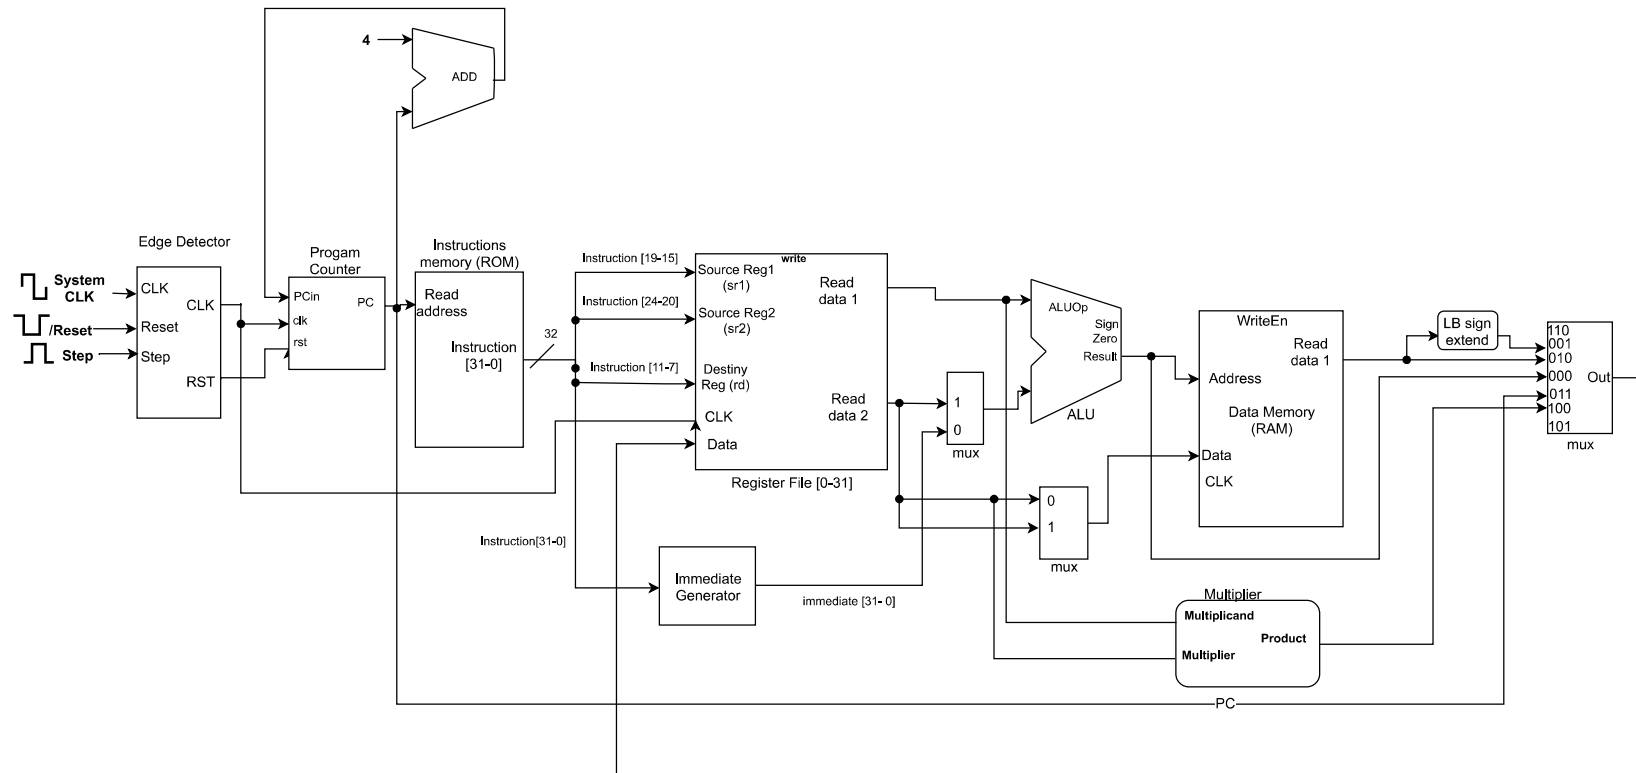 4
ADD
Edge Detector
System
CLK
/Reset
Step
CLK
Reset
Step
CLK
RST
Progam
Counter
PCin
clk
rst
PC
Instructions
memory (ROM)
Read
address
Instruction
[31-0]
32
Instruction [19-15]
Instruction [24-20]
Instruction [11-7]
Instruction[31-0]
write
Source Reg1
(sr1)
Source Reg2
(sr2)
Destiny
Reg (rd)
CLK
Data
Read
data 1
Read
data 2
Register File [0-31]
Immediate
Generator
immediate [31- 0]
1
0
mux
0
1
mux
ALUOp
Sign
Zero
Result
ALU
WriteEn
Read
data 1
Address
Data Memory
(RAM)
Data
CLK
Multiplier
Multiplicand
Product
Multiplier
PC
LB sign
extend
110
001
010
000
011
100
101
Out
mux